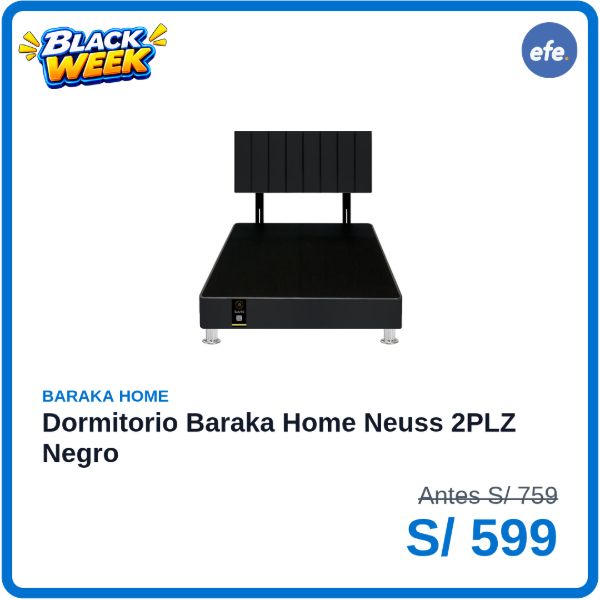 BLACK
WEEK
efe.
BARAKA HOME
Dormitorio Baraka Home Neuss 2PLZ
Negro
Antes S/ 759
S/ 599